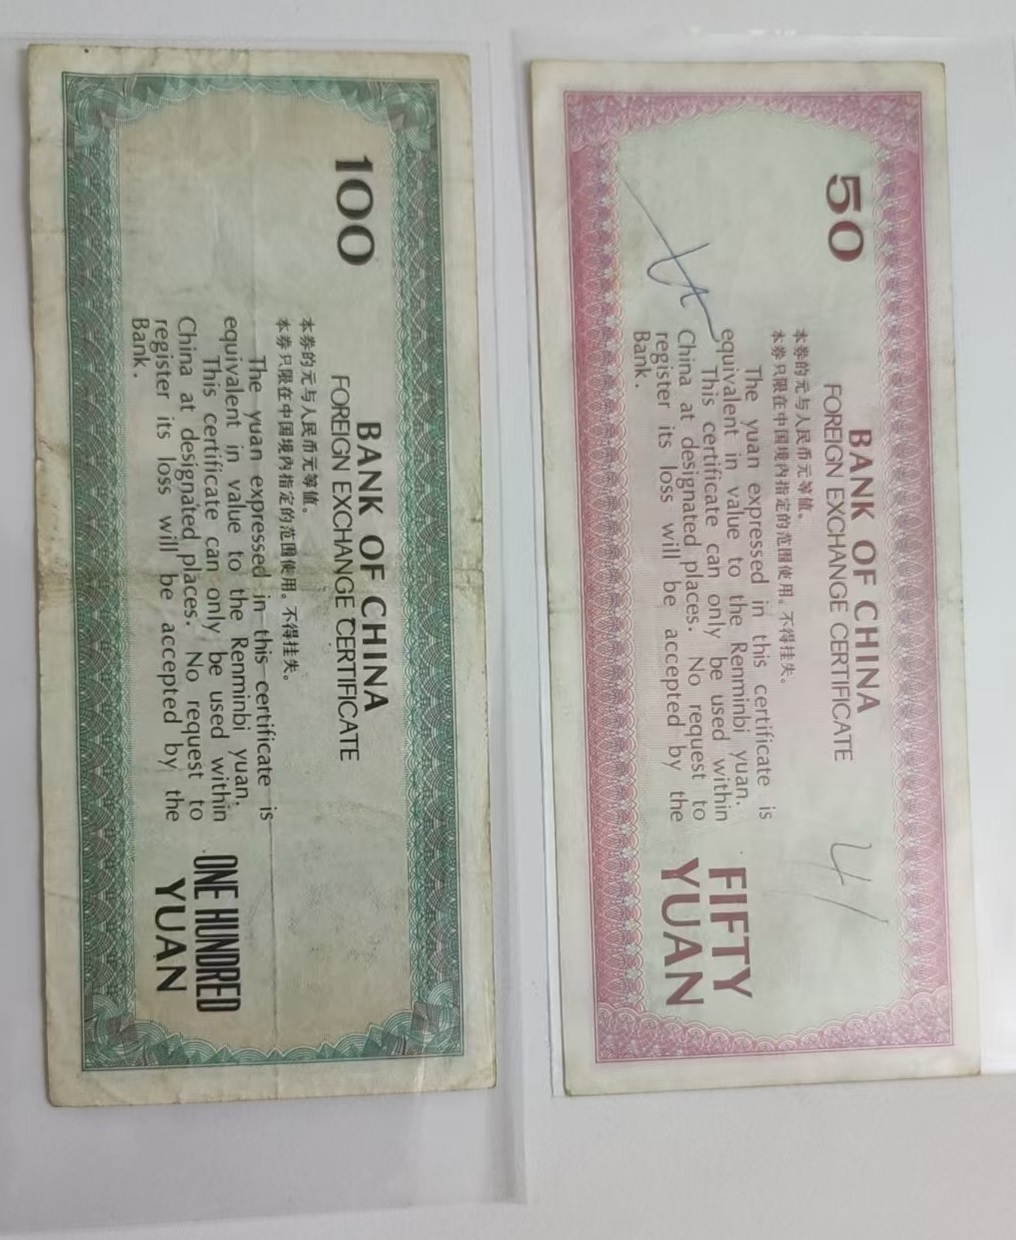 100
BANK OF CHINA
FOREIGN EXCHANGE CERTIFICATE
本券的元与人民币元等值。
本券只限在中国境内指定的范围使用。不得挂失。
The yuan expressed in this certificate is
equivalent in value to the Renminbi yuan.
This certificate can only be used within
China at designated places. No request to
register its loss will be accepted by the
Bank.
ONE HUNDRED
YUAN
50
BANK OF CHINA
FOREIGN EXCHANGE CERTIFICATE
本券的元与人民币元等值。
本券只限在中国境内指定的范围使用。不得挂失。
The yuan expressed in this certificate is
equivalent in value to the Renminbi yuan.
This certificate can only be used within
China at designated places. No request to
register its loss will be accepted by the
Bank.
FIFTY
YUAN